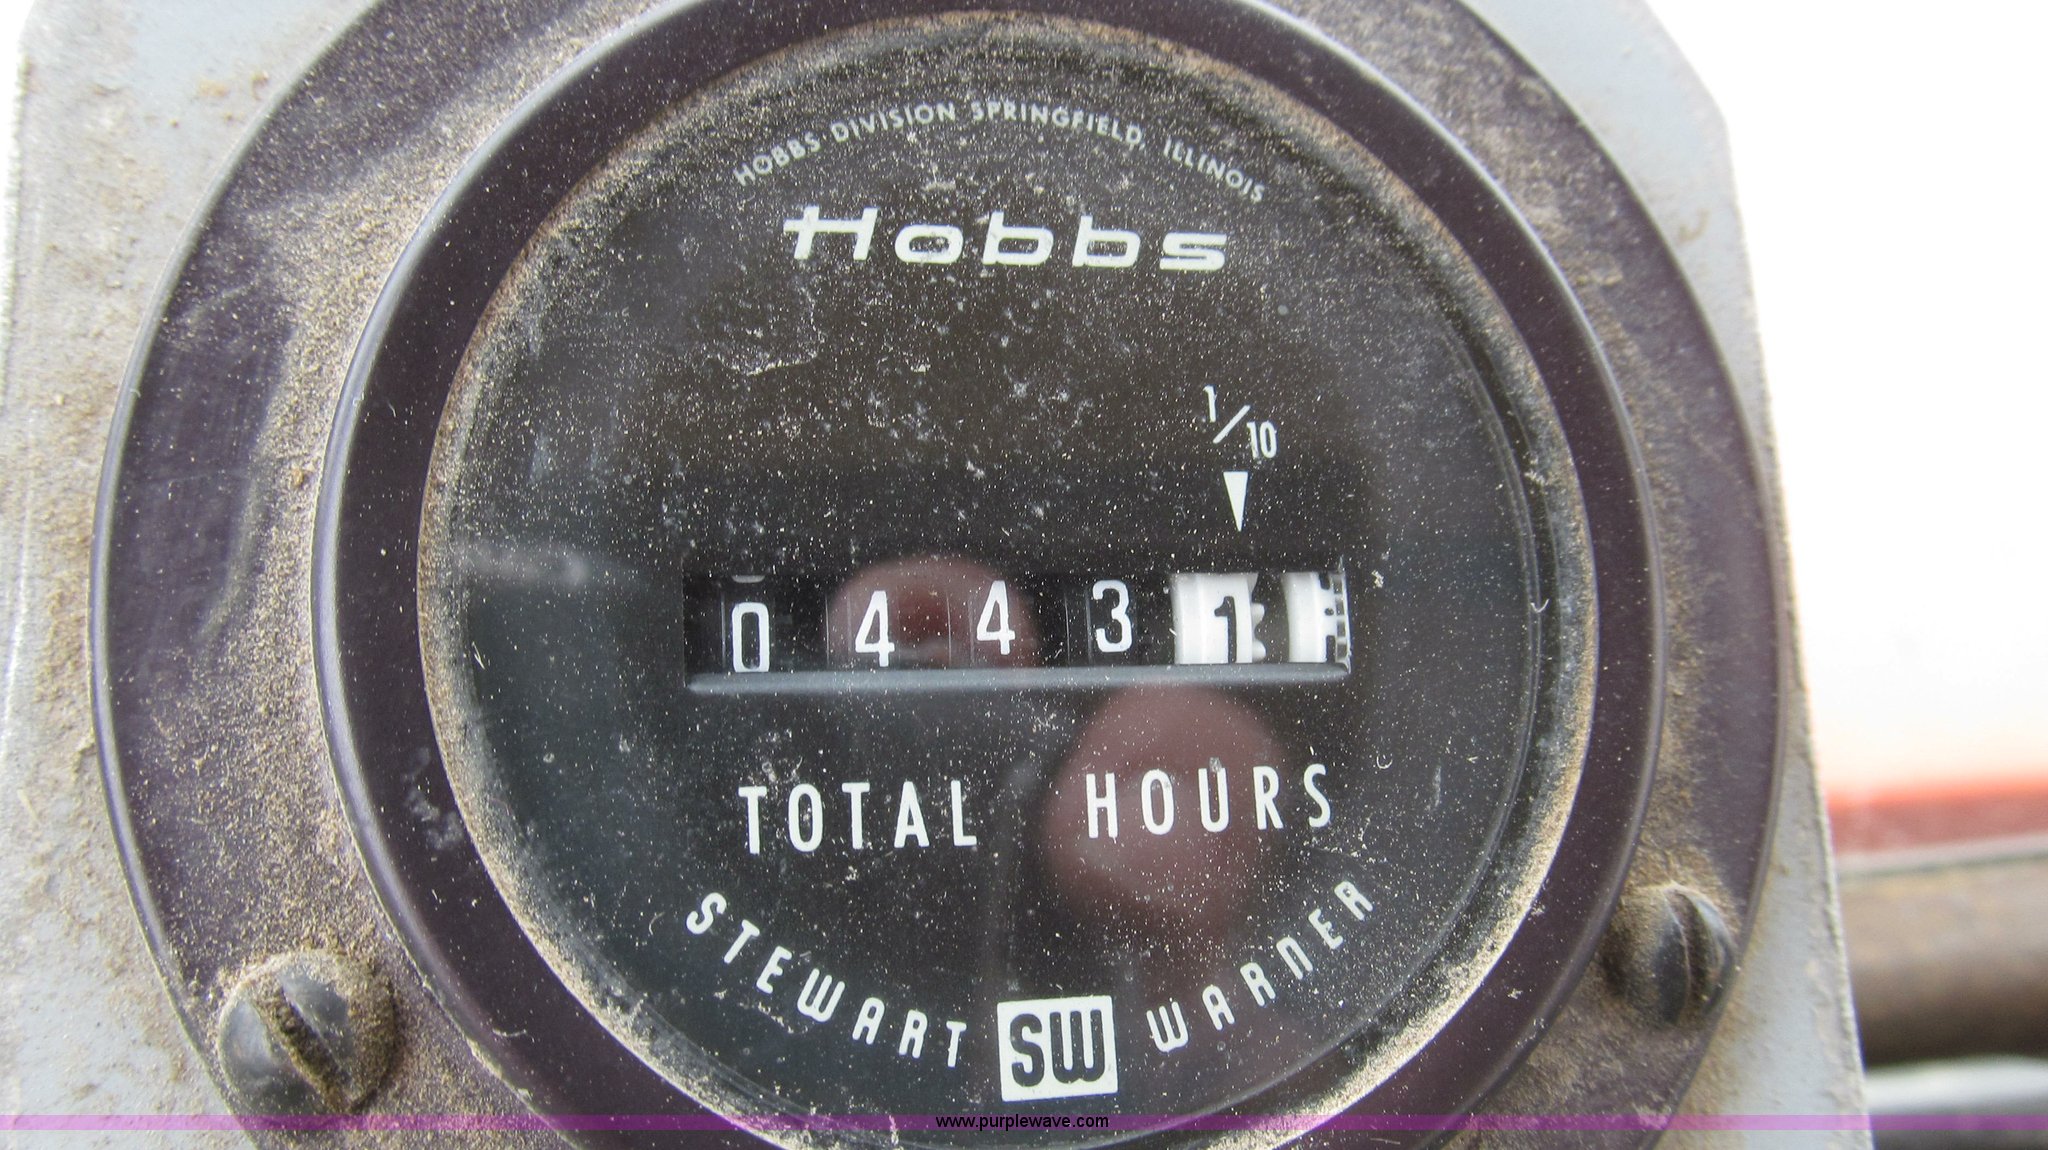 HOBBS DIVISION SPRINGFIELD, ILLINOIS
Hobbs
1/10
0 4 4 3 1
TOTAL HOURS
STEWART SW WARNER
www.purplewave.com